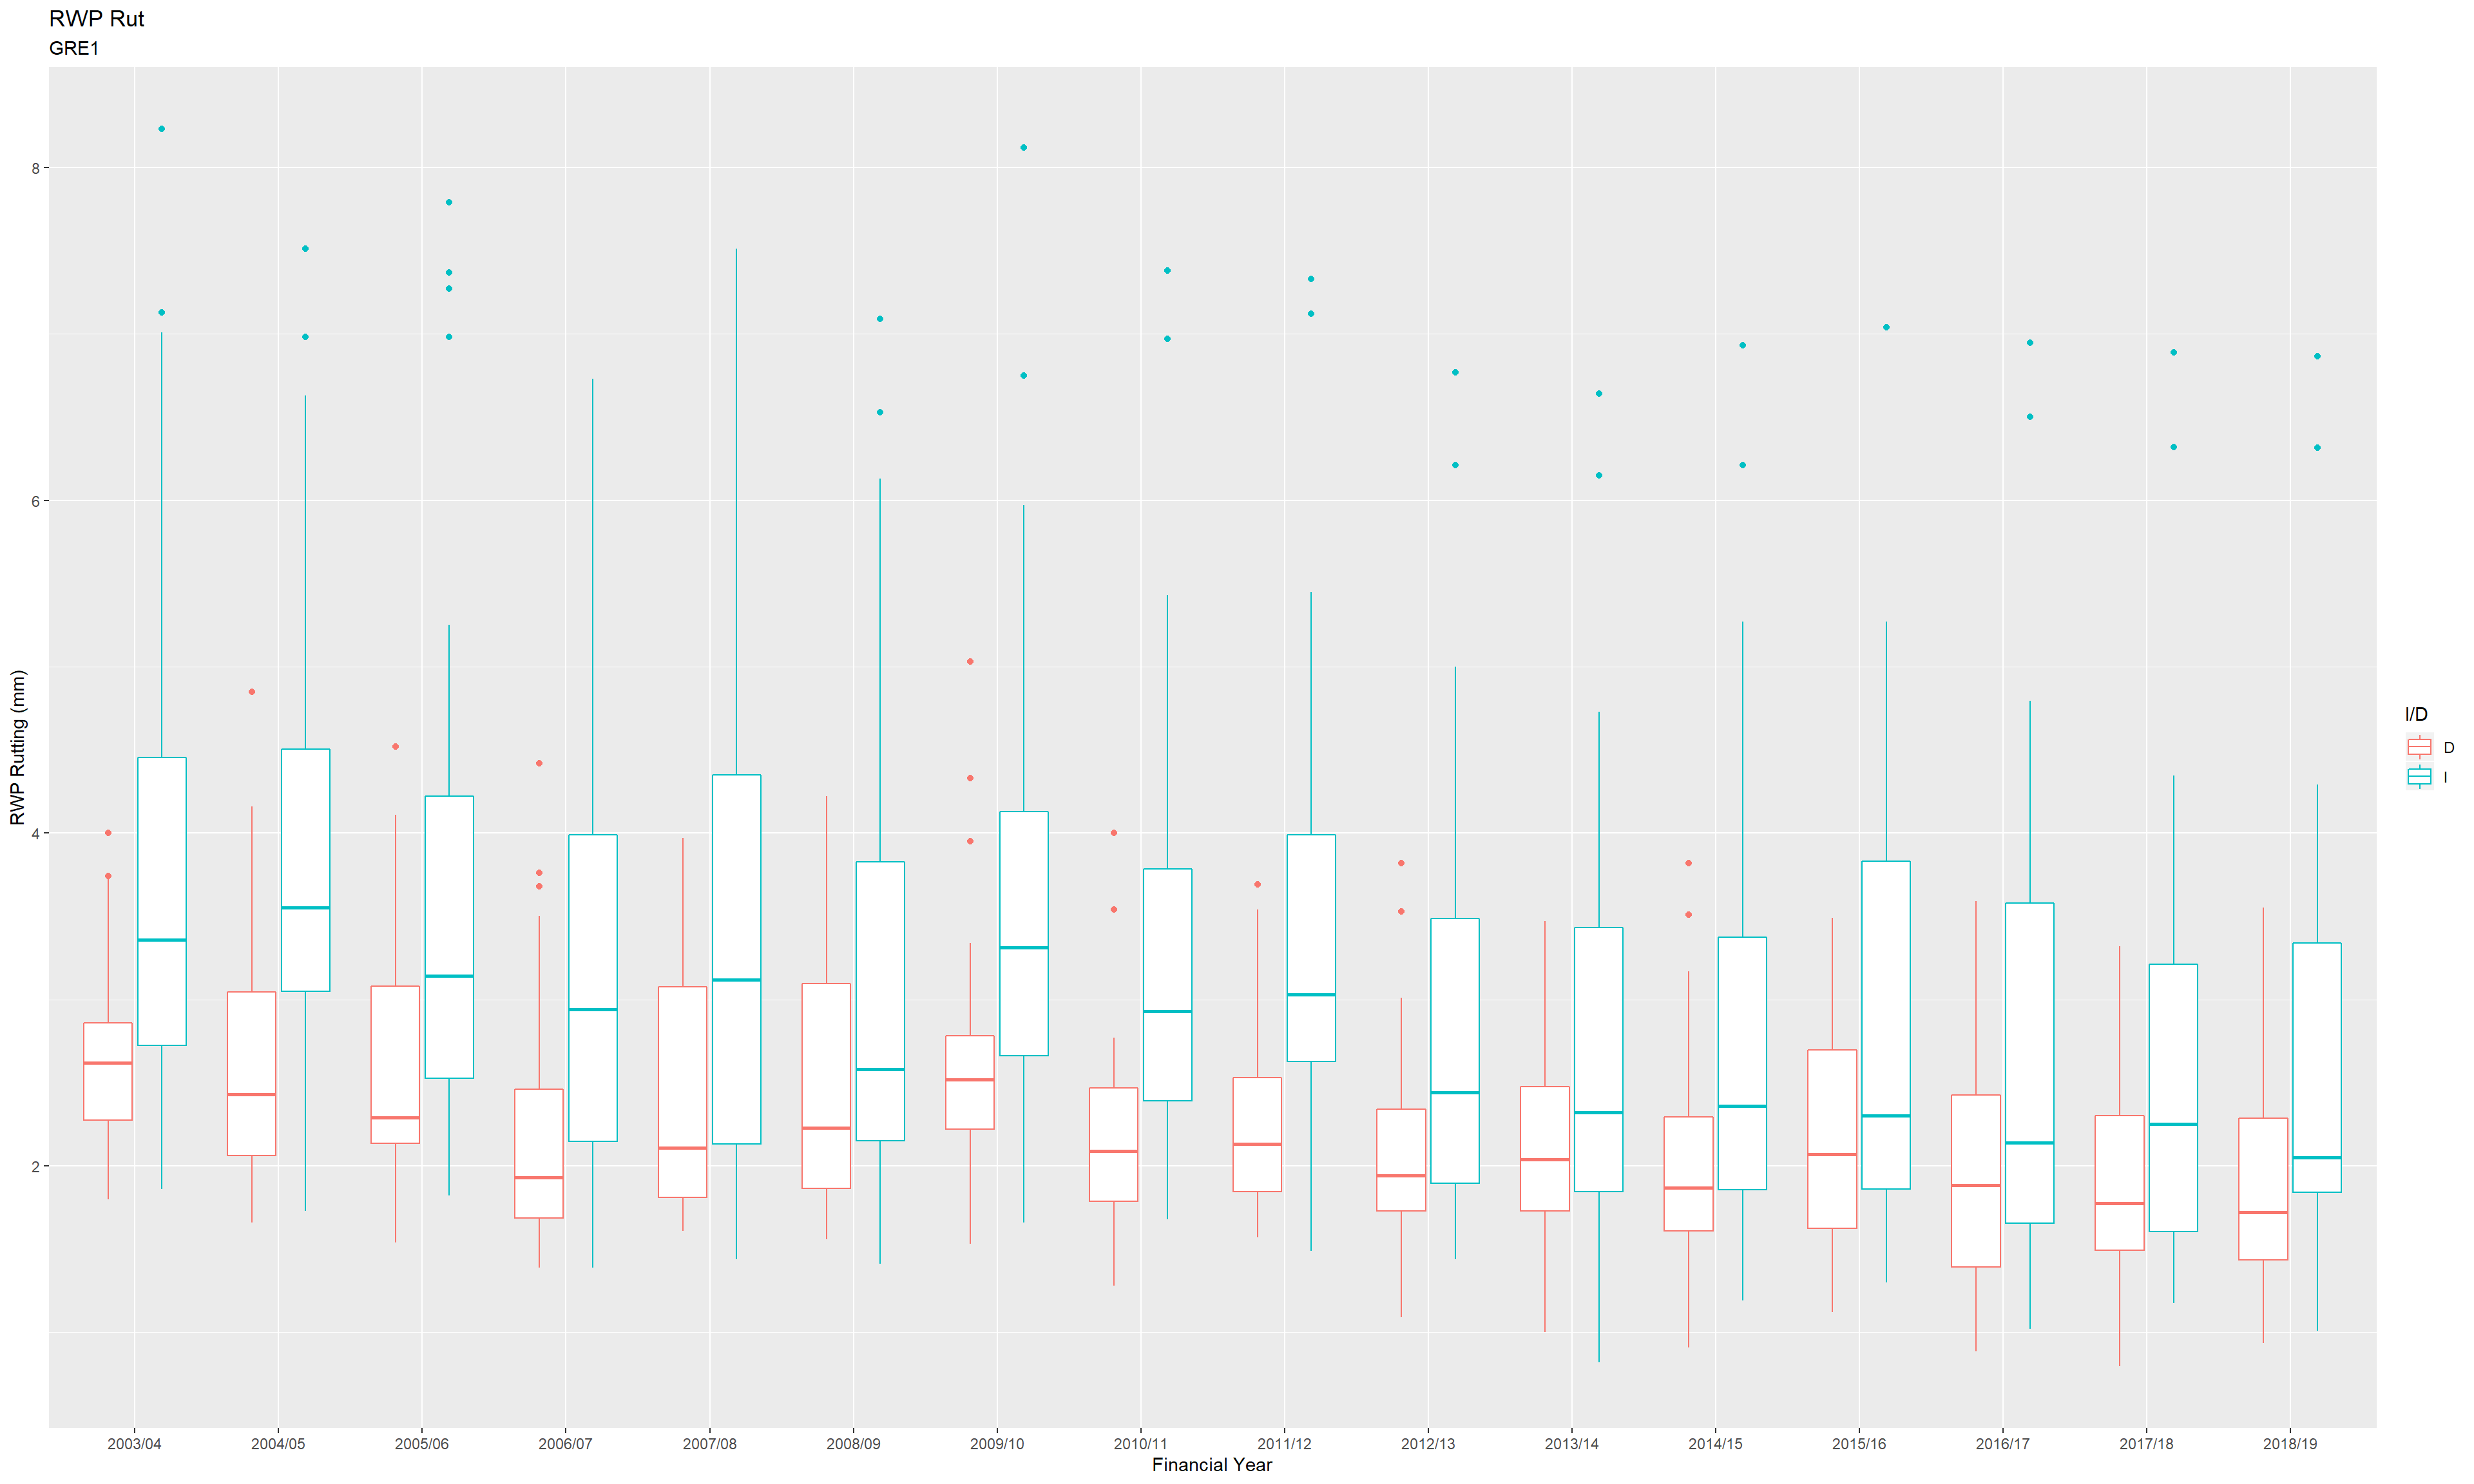 RWP Rut
GRE1
RWP Rutting (mm)
8
6
4
2
2003/04 2004/05 2005/06 2006/07 2007/08 2008/09 2009/10 2010/11 2011/12 2012/13 2013/14 2014/15 2015/16 2016/17 2017/18 2018/19
Financial Year
I/D
D
I